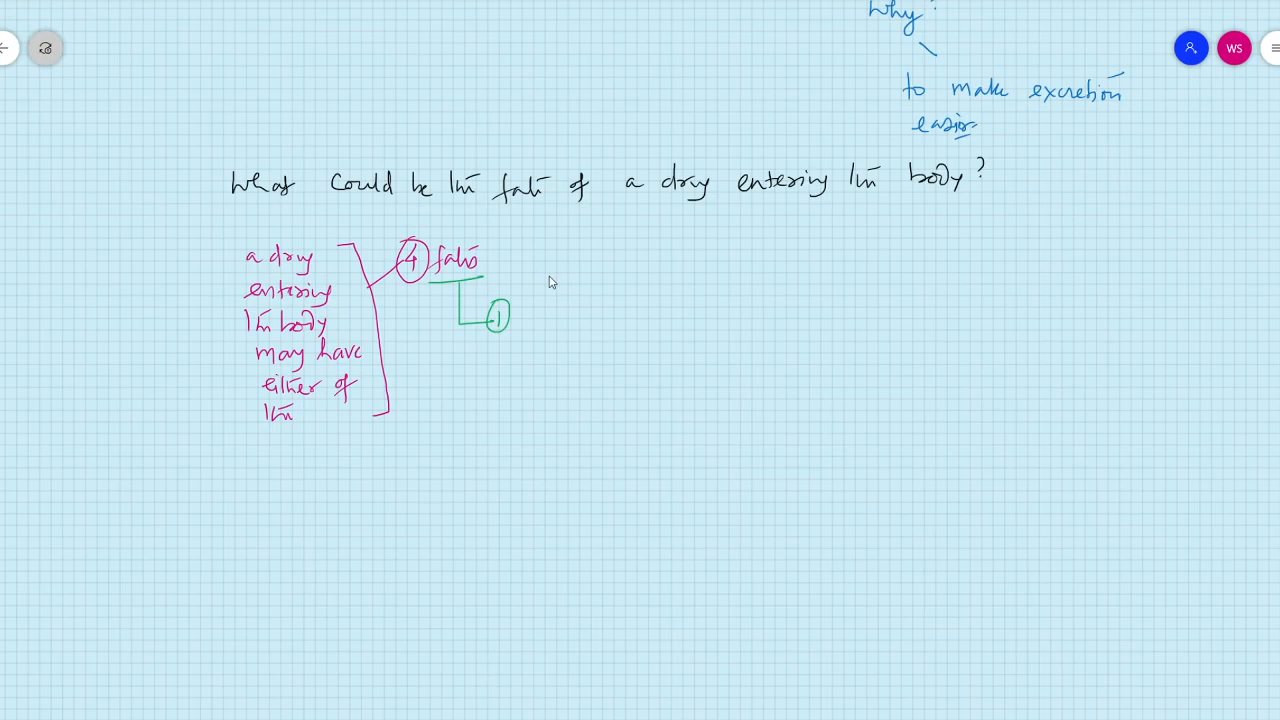 Why?
to make excretion
easier
WS
What could be the fate of a drug entering the body?
a drug
entering
the body
may have
either of
the
4 fates
1